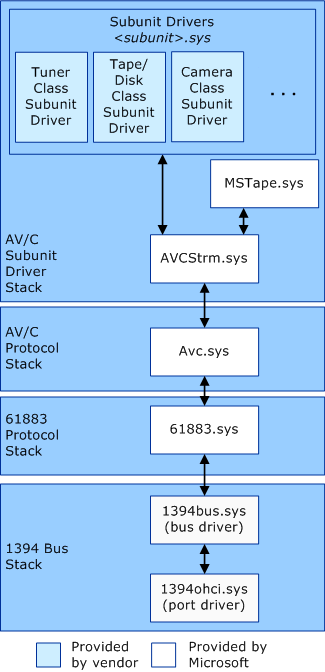 Subunit Drivers
<subunit>.sys
Tuner
Class
Subunit
Driver
Tape/
Disk
Class
Subunit
Driver
Camera
Class
Subunit
Driver
. . .
MSTape.sys
AV/C
Subunit
Driver
Stack
AVCStrm.sys
AV/C
Protocol
Stack
Avc.sys
61883
Protocol
Stack
61883.sys
1394 Bus
Stack
1394bus.sys
(bus driver)
1394ohci.sys
(port driver)
Provided
by vendor
Provided by
Microsoft